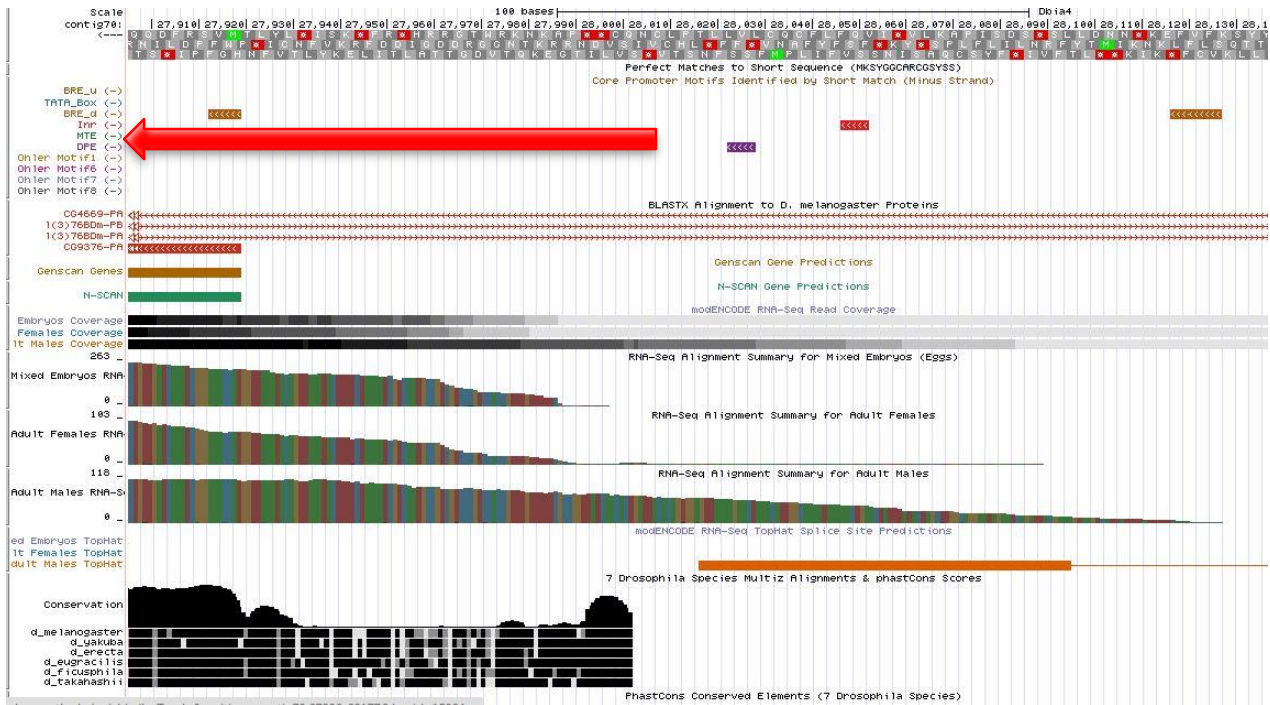 Scale 100 bases Dbia4
contig70: 27,910 27,920 27,930 27,940 27,950 27,960 27,970 27,980 27,990 28,000 28,010 28,020 28,030 28,040 28,050 28,060 28,070 28,080 28,090 28,100 28,110 28,120 28,130 28,1
<---
Perfect Matches to Short Sequence (MKSYGGCARCGSYSS)
Core Promoter Motifs Identified by Short Match (Minus Strand)
BRE_u (-)
TATA_Box (-)
BRE_d (-)
Inr (-)
MTE (-)
DPE (-)
Ohler Motif1 (-)
Ohler Motif6 (-)
Ohler Motif7 (-)
Ohler Motif8 (-)
BLASTX Alignment to D. melanogaster Proteins
CG4669-PA
l(3)76BDm-PB
l(3)76BDm-PA
CG9376-PA
Genscan Gene Predictions
Genscan Genes
N-SCAN Gene Predictions
N-SCAN
modENCODE RNA-Seq Read Coverage
Embryos Coverage
Females Coverage
lt Males Coverage
RNA-Seq Alignment Summary for Mixed Embryos (Eggs)
263 _
Mixed Embryos RNA-
0 _
RNA-Seq Alignment Summary for Adult Females
103 _
Adult Females RNA-
0 _
RNA-Seq Alignment Summary for Adult Males
118 _
Adult Males RNA-S
0 _
modENCODE RNA-Seq TopHat Splice Site Predictions
ed Embryos TopHat
lt Females TopHat
dult Males TopHat
7 Drosophila Species Multiz Alignments & phastCons Scores
Conservation
d_melanogaster
d_yakuba
d_erecta
d_eugracilis
d_ficusphila
d_takahashii
PhastCons Conserved Elements (7 Drosophila Species)